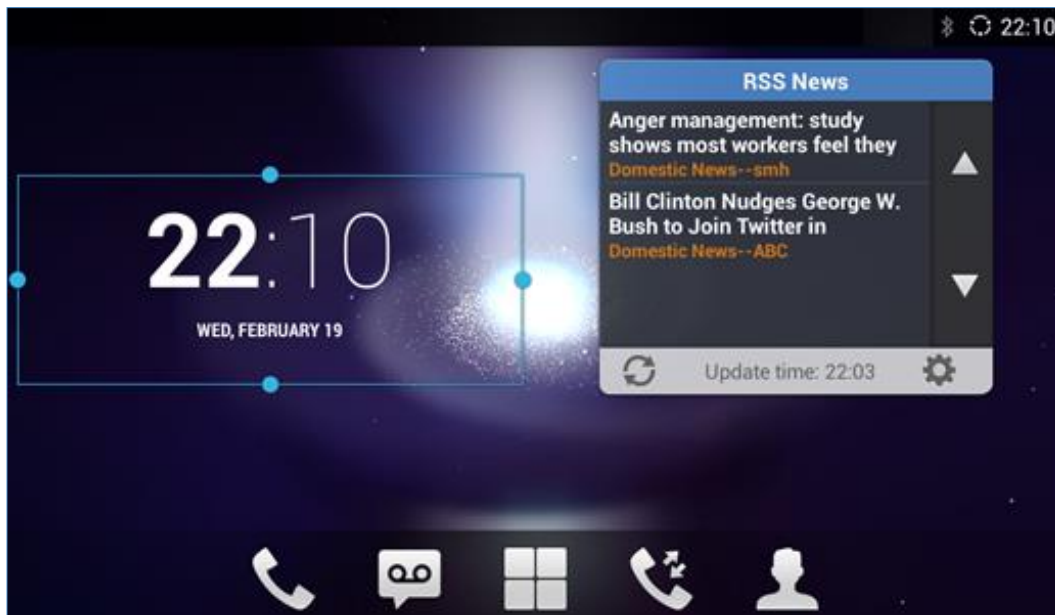 22:10
RSS News
Anger management: study
shows most workers feel they
Domestic News--smh
Bill Clinton Nudges George W.
Bush to Join Twitter in
Domestic News--ABC
Update time: 22:03
22:10
WED, FEBRUARY 19